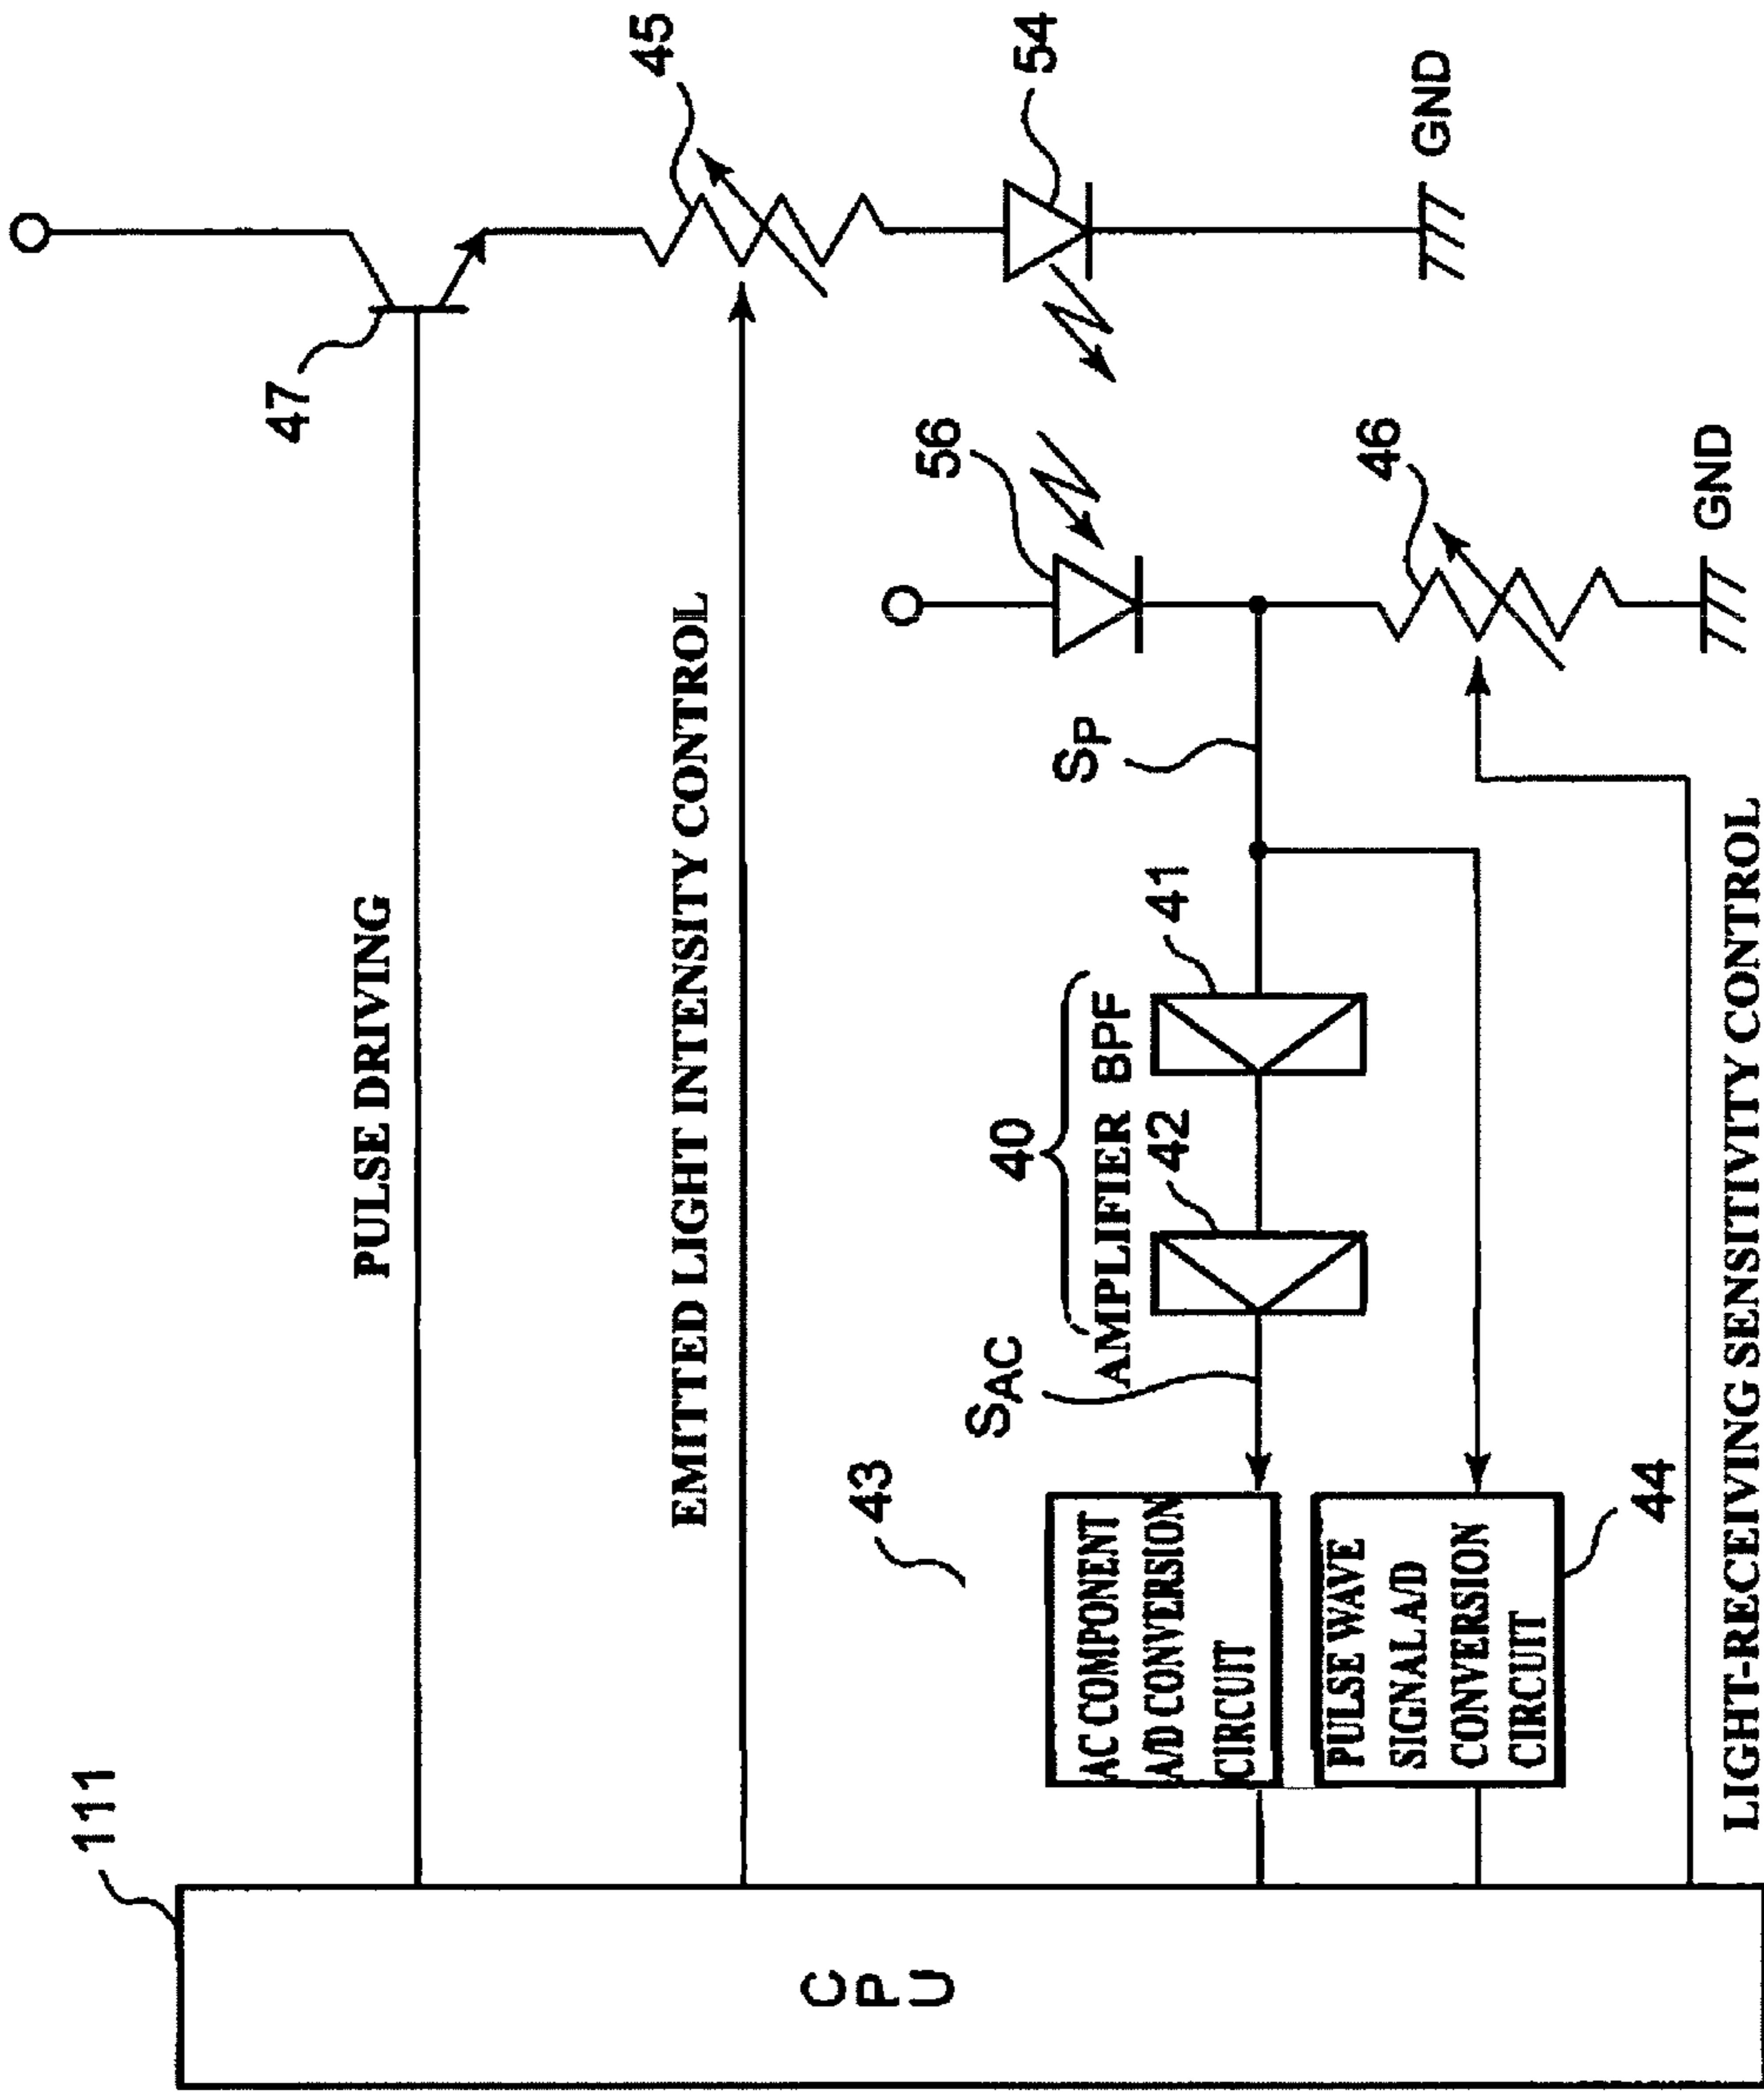 111
CPU
PULSE DRIVING
47
EMITTED LIGHT INTENSITY CONTROL
45
54
GND
56
46
GND
SP
40
AMPLIFIER BPF
42
41
SAC
43
AC COMPONENT
A/D CONVERSION
CIRCUIT
PULSE WAVE
SIGNAL A/D
CONVERSION
CIRCUIT
44
LIGHT-RECEIVING SENSITIVITY CONTROL